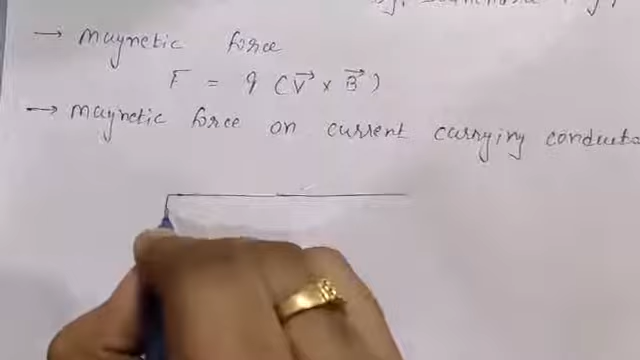 → magnetic force
F = q (V⃗ × B⃗)
→ magnetic force on current carrying